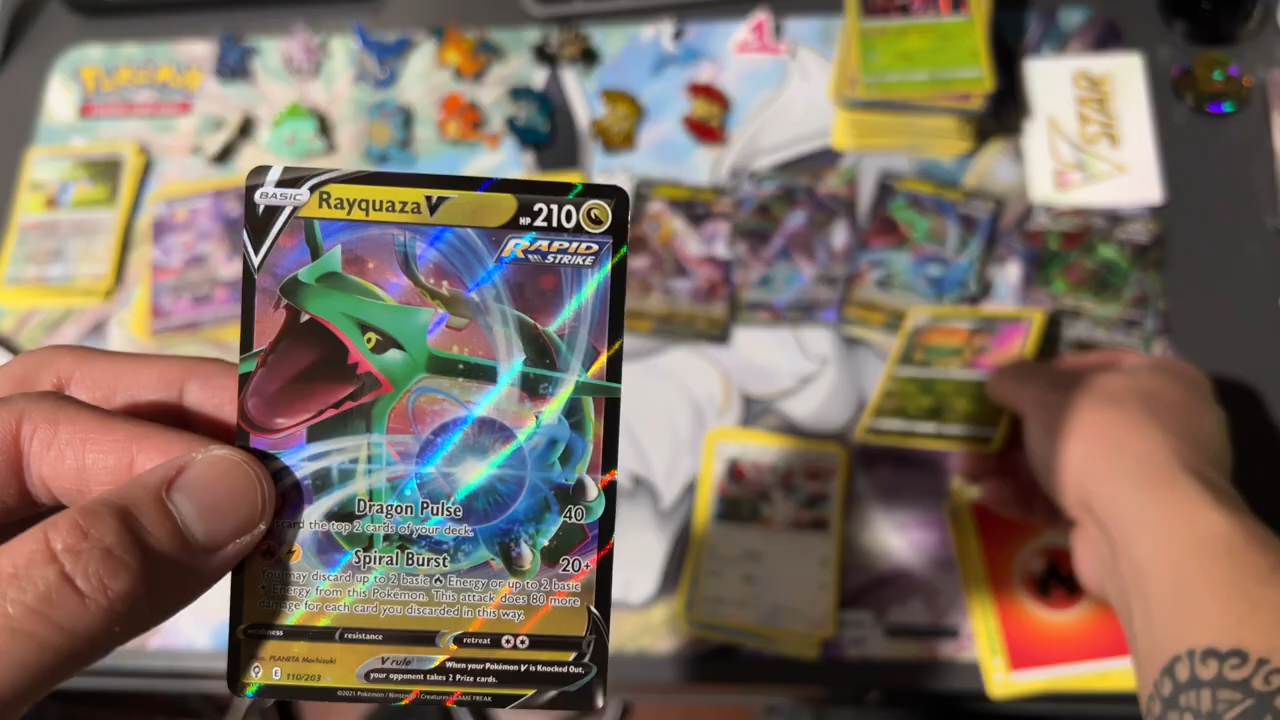 Pokémon
VSTAR
BASIC Rayquaza V HP 210
RAPID
STRIKE
Dragon Pulse 40
card the top 2 cards of your deck.
Spiral Burst 20+
You may discard up to 2 basic Energy or up to 2 basic
Energy from this Pokémon. This attack does 80 more
damage for each card you discarded in this way.
weakness resistance retreat
PLANETA Mochizuki
V rule When your Pokémon V is Knocked Out,
your opponent takes 2 Prize cards.
E 110/203
©2021 Pokémon / Nintendo / Creatures / GAME FREAK